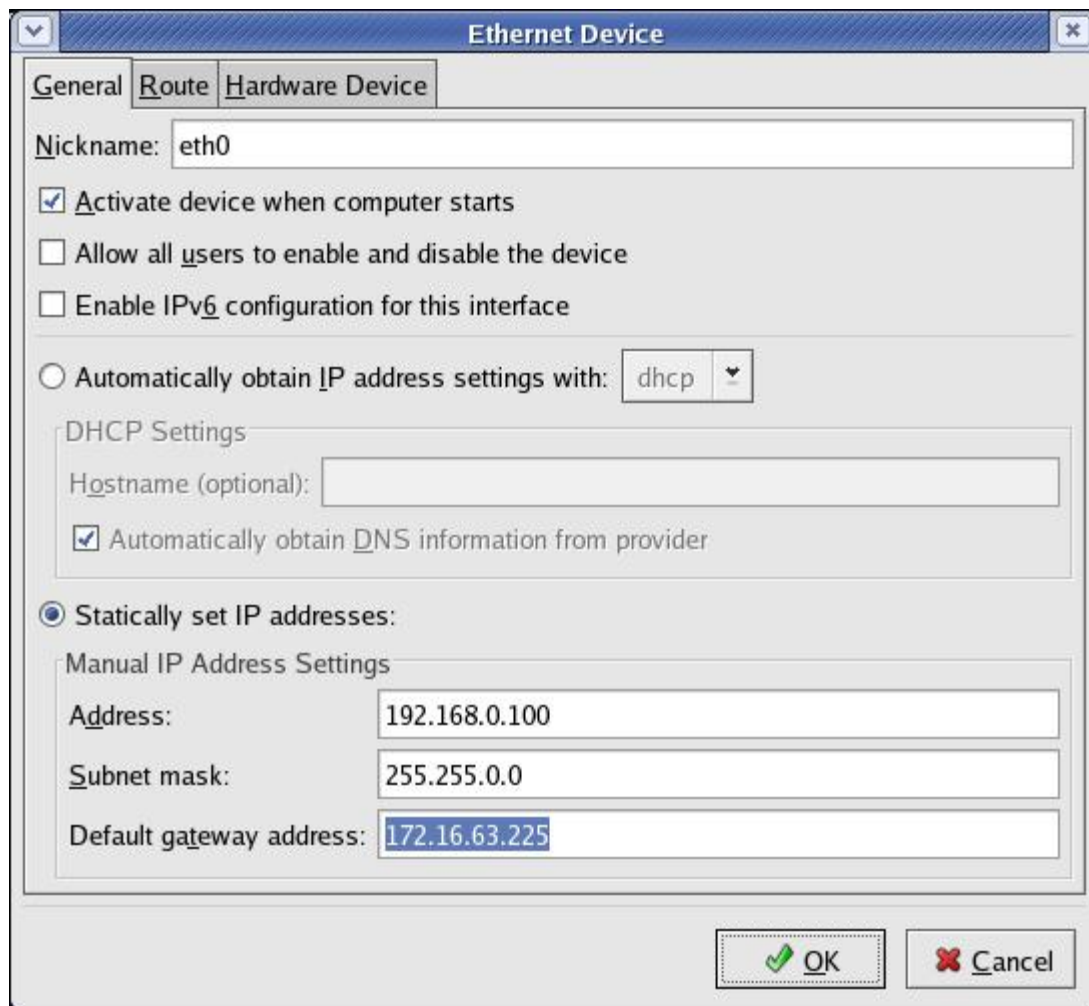 Ethernet Device
General Route Hardware Device
Nickname: eth0
Activate device when computer starts
Allow all users to enable and disable the device
Enable IPv6 configuration for this interface
Automatically obtain IP address settings with: dhcp
DHCP Settings
Hostname (optional):
Automatically obtain DNS information from provider
Statically set IP addresses:
Manual IP Address Settings
Address: 192.168.0.100
Subnet mask: 255.255.0.0
Default gateway address: 172.16.63.225
OK Cancel